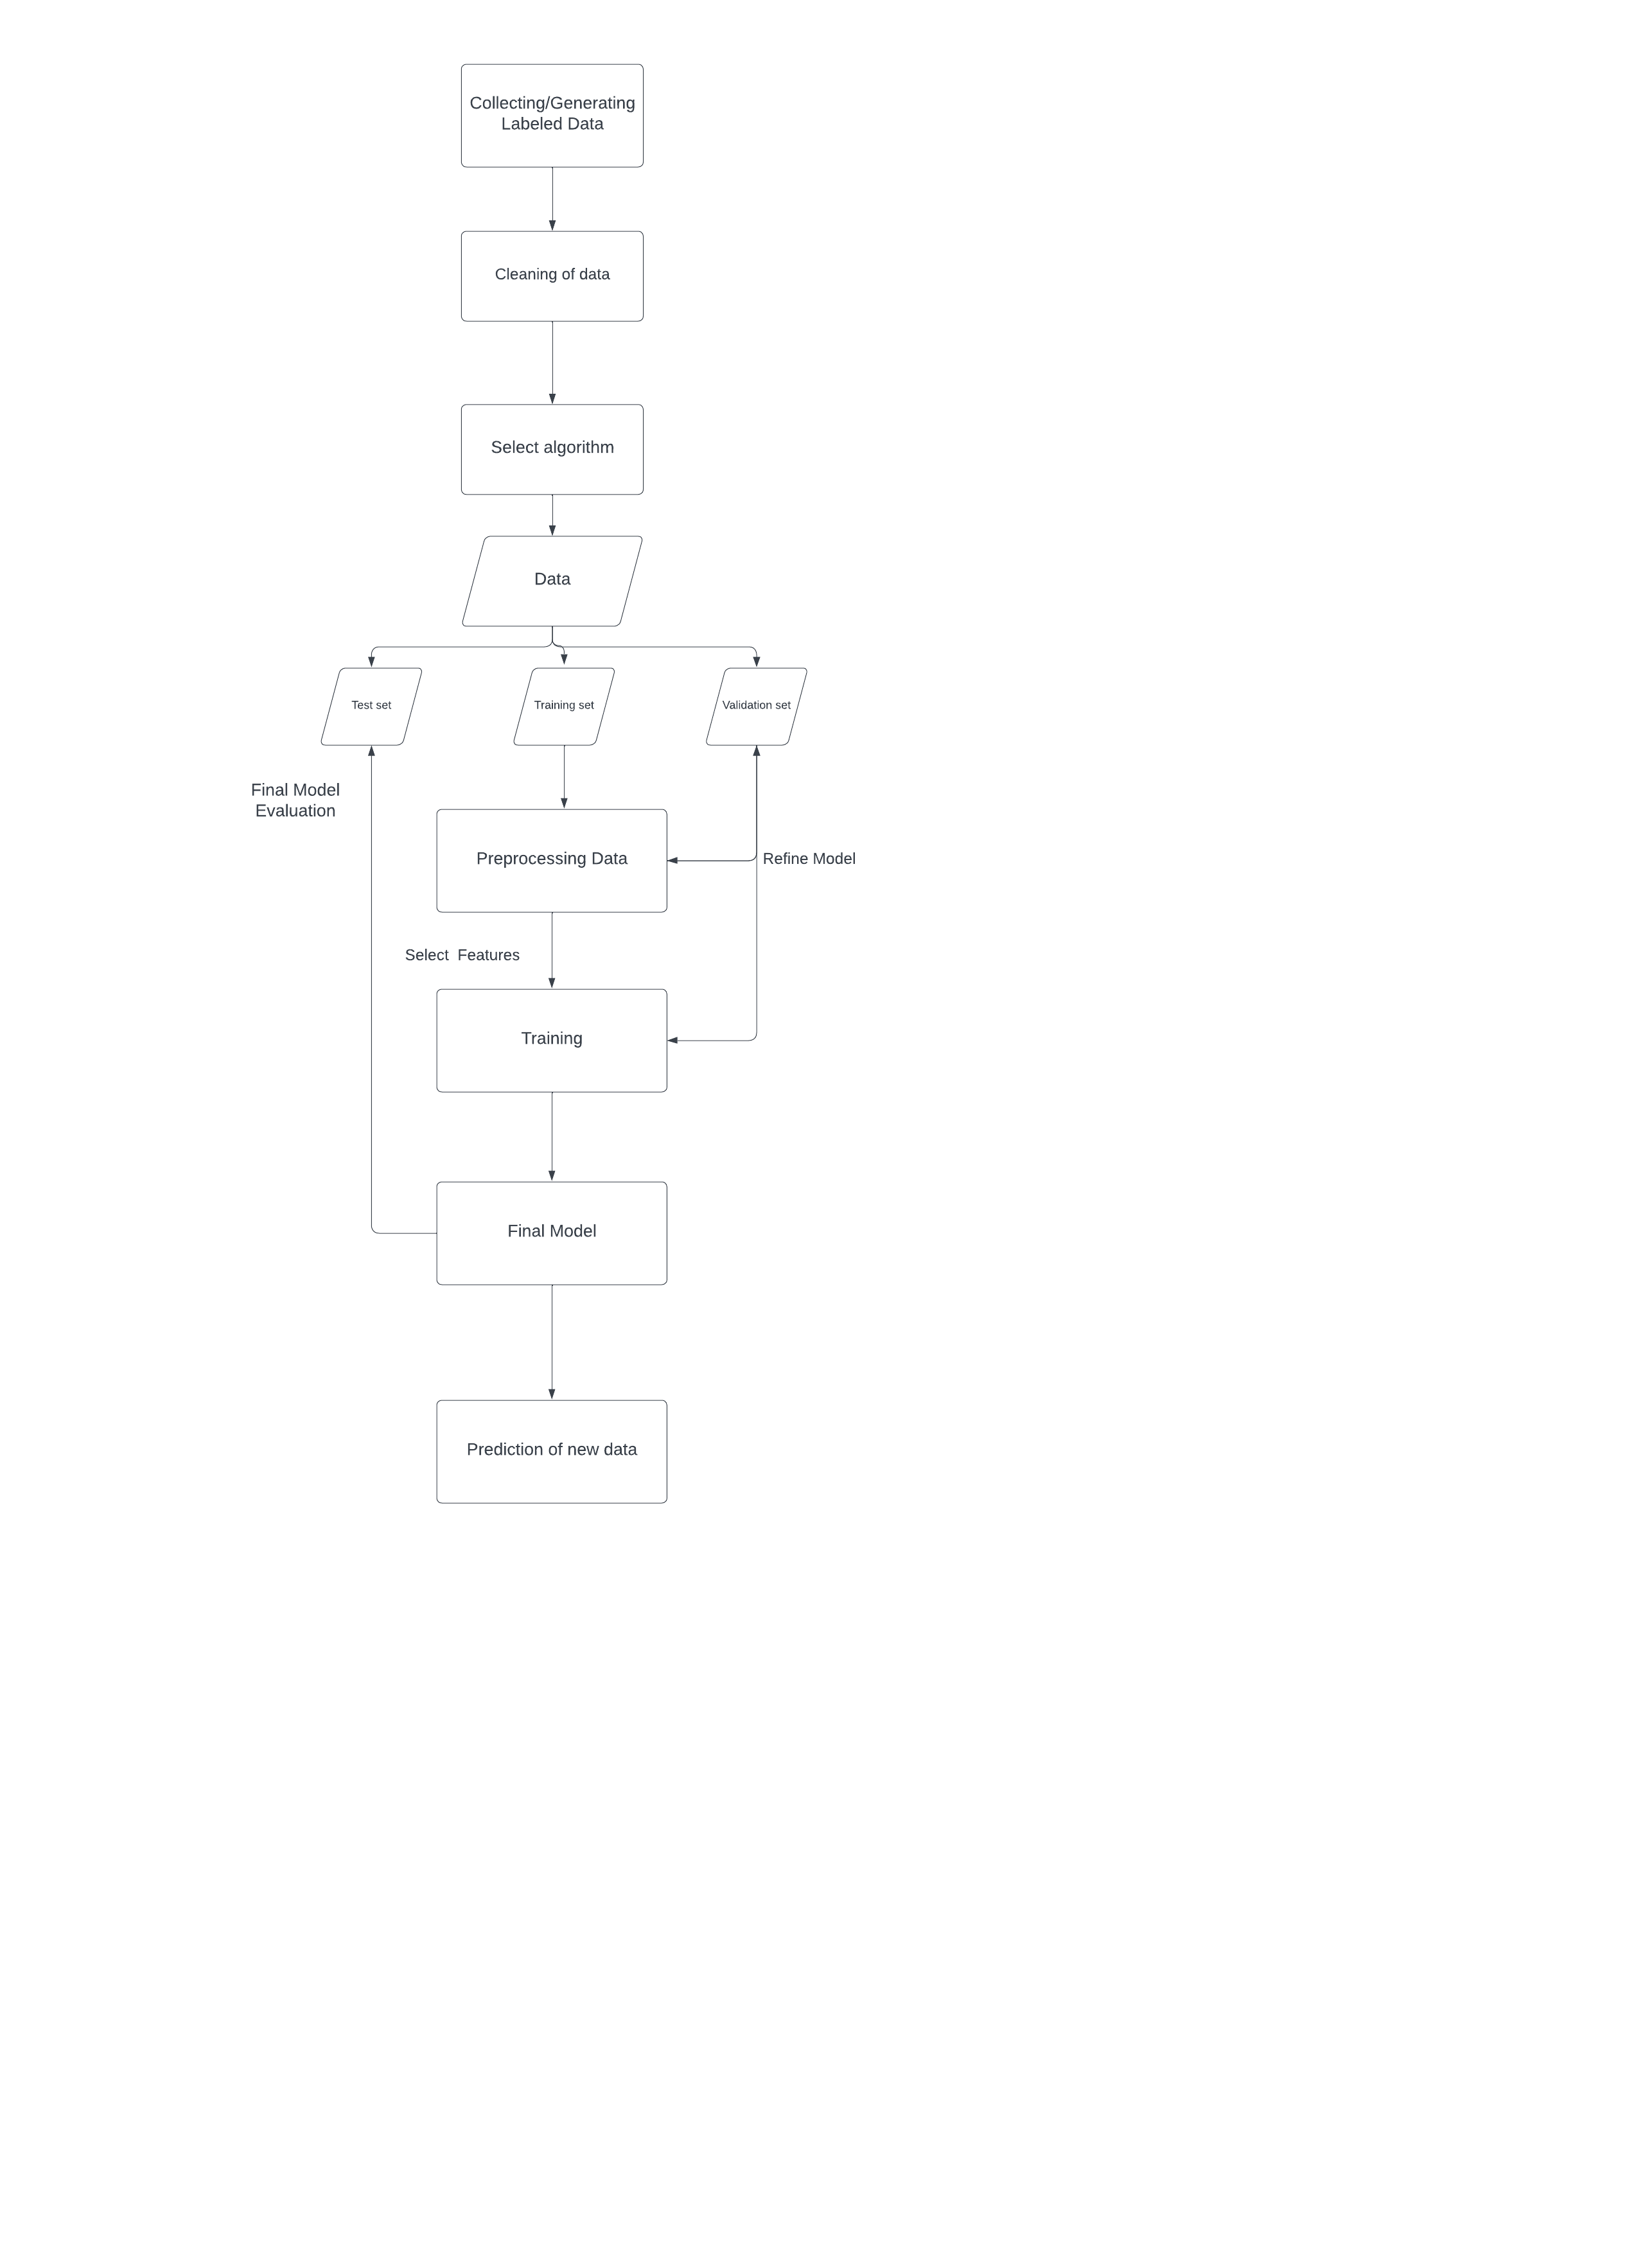 Collecting/Generating
Labeled Data
Cleaning of data
Select algorithm
Data
Test set
Training set
Validation set
Final Model
Evaluation
Preprocessing Data
Refine Model
Select  Features
Training
Final Model
Prediction of new data